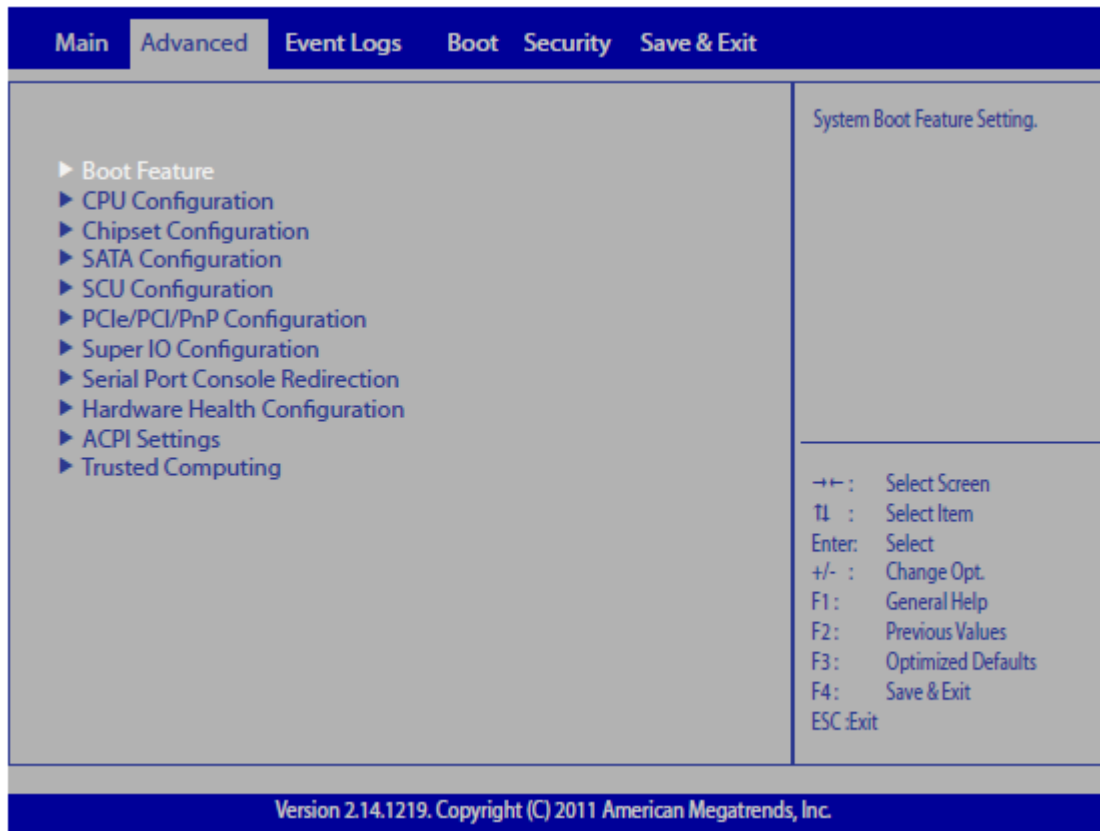 Main Advanced Event Logs Boot Security Save & Exit
System Boot Feature Setting.
▶ Boot Feature
▶ CPU Configuration
▶ Chipset Configuration
▶ SATA Configuration
▶ SCU Configuration
▶ PCIe/PCI/PnP Configuration
▶ Super IO Configuration
▶ Serial Port Console Redirection
▶ Hardware Health Configuration
▶ ACPI Settings
▶ Trusted Computing
→←: Select Screen
↑↓ : Select Item
Enter: Select
+/- : Change Opt.
F1: General Help
F2: Previous Values
F3: Optimized Defaults
F4: Save & Exit
ESC :Exit
Version 2.14.1219. Copyright (C) 2011 American Megatrends, Inc.